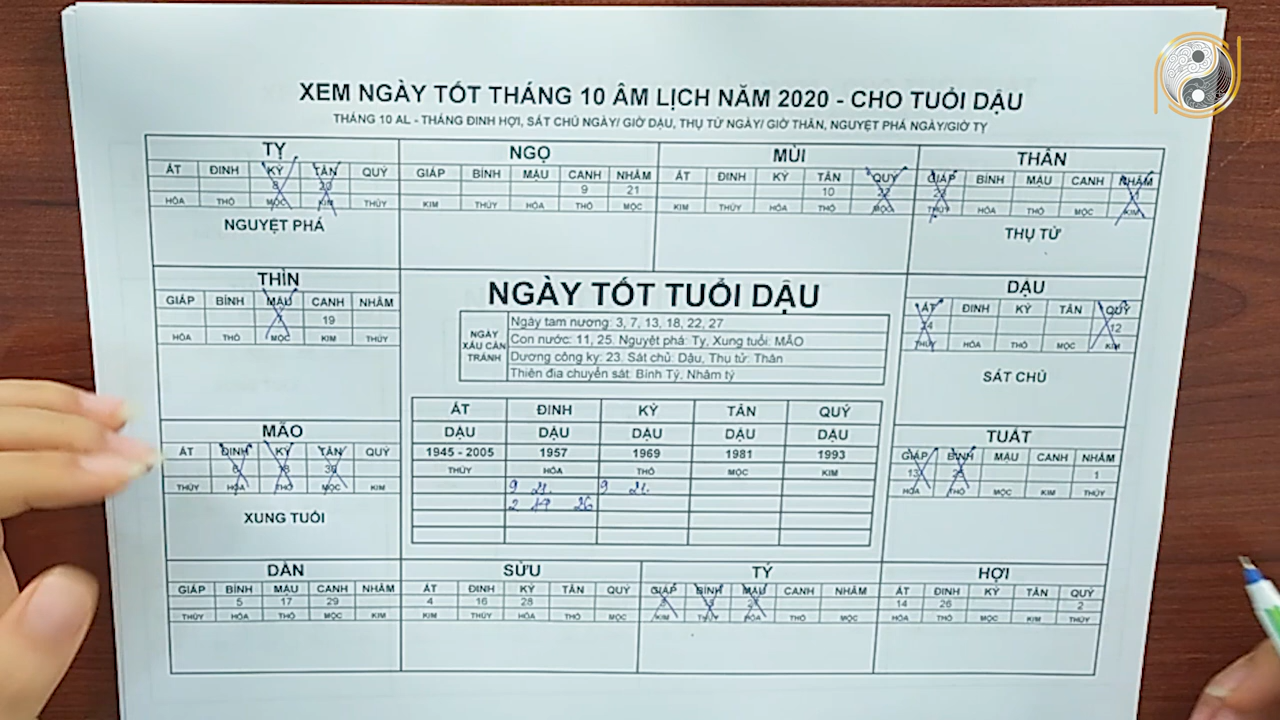 XEM NGÀY TỐT THÁNG 10 ÂM LỊCH NĂM 2020 - CHO TUỔI DẬU
THÁNG 10 AL - THÁNG ĐINH HỢI, SÁT CHỦ NGÀY/ GIỜ DẬU, THỤ TỬ NGÀY/ GIỜ THÂN, NGUYỆT PHÁ NGÀY/GIỜ TỴ
TỴ
ẤT ĐINH KỶ TÂN QUÝ
8 20
HỎA THỔ MỘC KIM THỦY
NGUYỆT PHÁ
NGỌ
GIÁP BÍNH MẬU CANH NHÂM
9 21
KIM THỦY HỎA THỔ MỘC
MÙI
ẤT ĐINH KỶ TÂN QUÝ
10
KIM THỦY HỎA THỔ MỘC
THÂN
GIÁP BÍNH MẬU CANH NHÂM
THỦY HỎA THỔ MỘC KIM
THỤ TỬ
THÌN
GIÁP BÍNH MẬU CANH NHÂM
19
HỎA THỔ MỘC KIM THỦY
NGÀY TỐT TUỔI DẬU
NGÀY XẤU CẦN TRÁNH
Ngày tam nương: 3, 7, 13, 18, 22, 27
Con nước: 11, 25. Nguyệt phá: Tỵ, Xung tuổi: MÃO
Dương công kỵ: 23. Sát chủ: Dậu, Thụ tử: Thân
Thiên địa chuyển sát: Bính Tý, Nhâm tý
DẬU
ẤT ĐINH KỶ TÂN QUÝ
24 12
THỦY HỎA THỔ MỘC KIM
SÁT CHỦ
MÃO
ẤT ĐINH KỶ TÂN QUÝ
6 18 30
THỦY HỎA THỔ MỘC KIM
XUNG TUỔI
ẤT ĐINH KỶ TÂN QUÝ
DẬU DẬU DẬU DẬU DẬU
1945 - 2005 1957 1969 1981 1993
THỦY HỎA THỔ MỘC KIM
9 21. 9 21.
2 17 26
TUẤT
GIÁP BÍNH MẬU CANH NHÂM
13 25 1
HỎA THỔ MỘC KIM THỦY
DẦN
GIÁP BÍNH MẬU CANH NHÂM
5 17 29
THỦY HỎA THỔ MỘC KIM
SỬU
ẤT ĐINH KỶ TÂN QUÝ
4 16 28
KIM THỦY HỎA THỔ MỘC
TÝ
GIÁP BÍNH MẬU CANH NHÂM
KIM THỦY HỎA THỔ MỘC
HỢI
ẤT ĐINH KỶ TÂN QUÝ
14 26 2
HỎA THỔ MỘC KIM THỦY